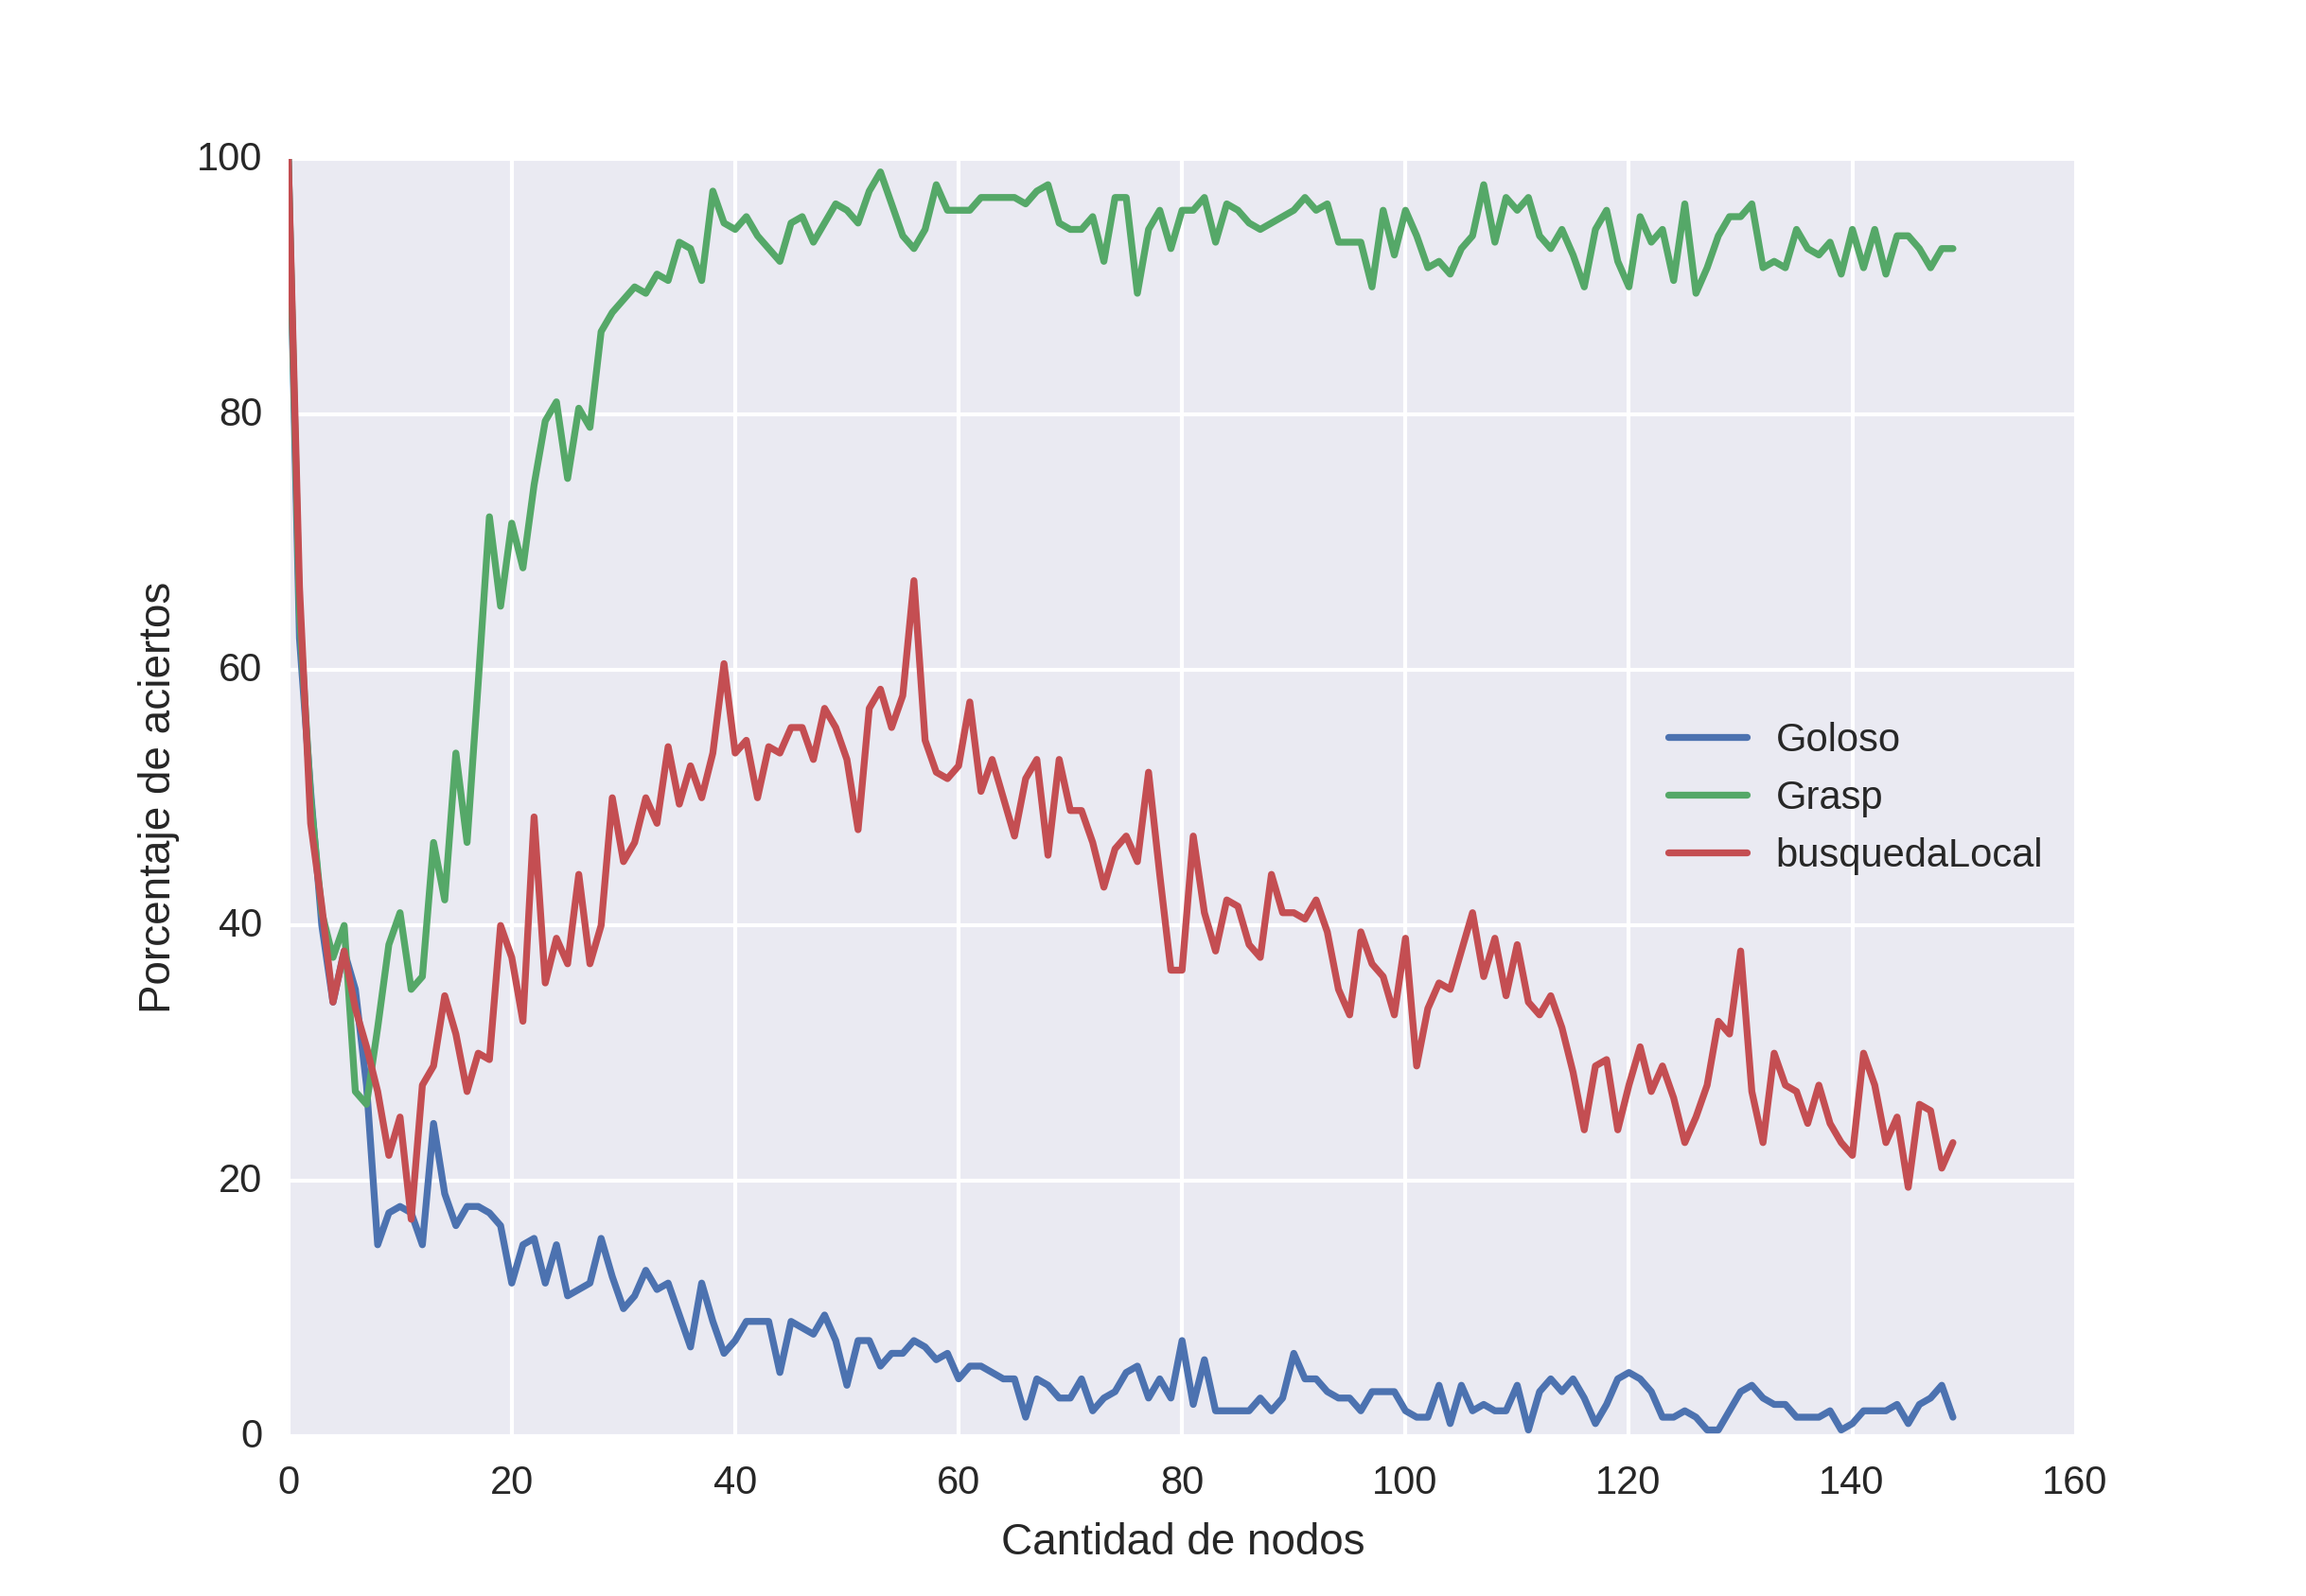 100
80
60
40
20
0
Porcentaje de aciertos
Goloso
Grasp
busquedaLocal
0 20 40 60 80 100 120 140 160
Cantidad de nodos